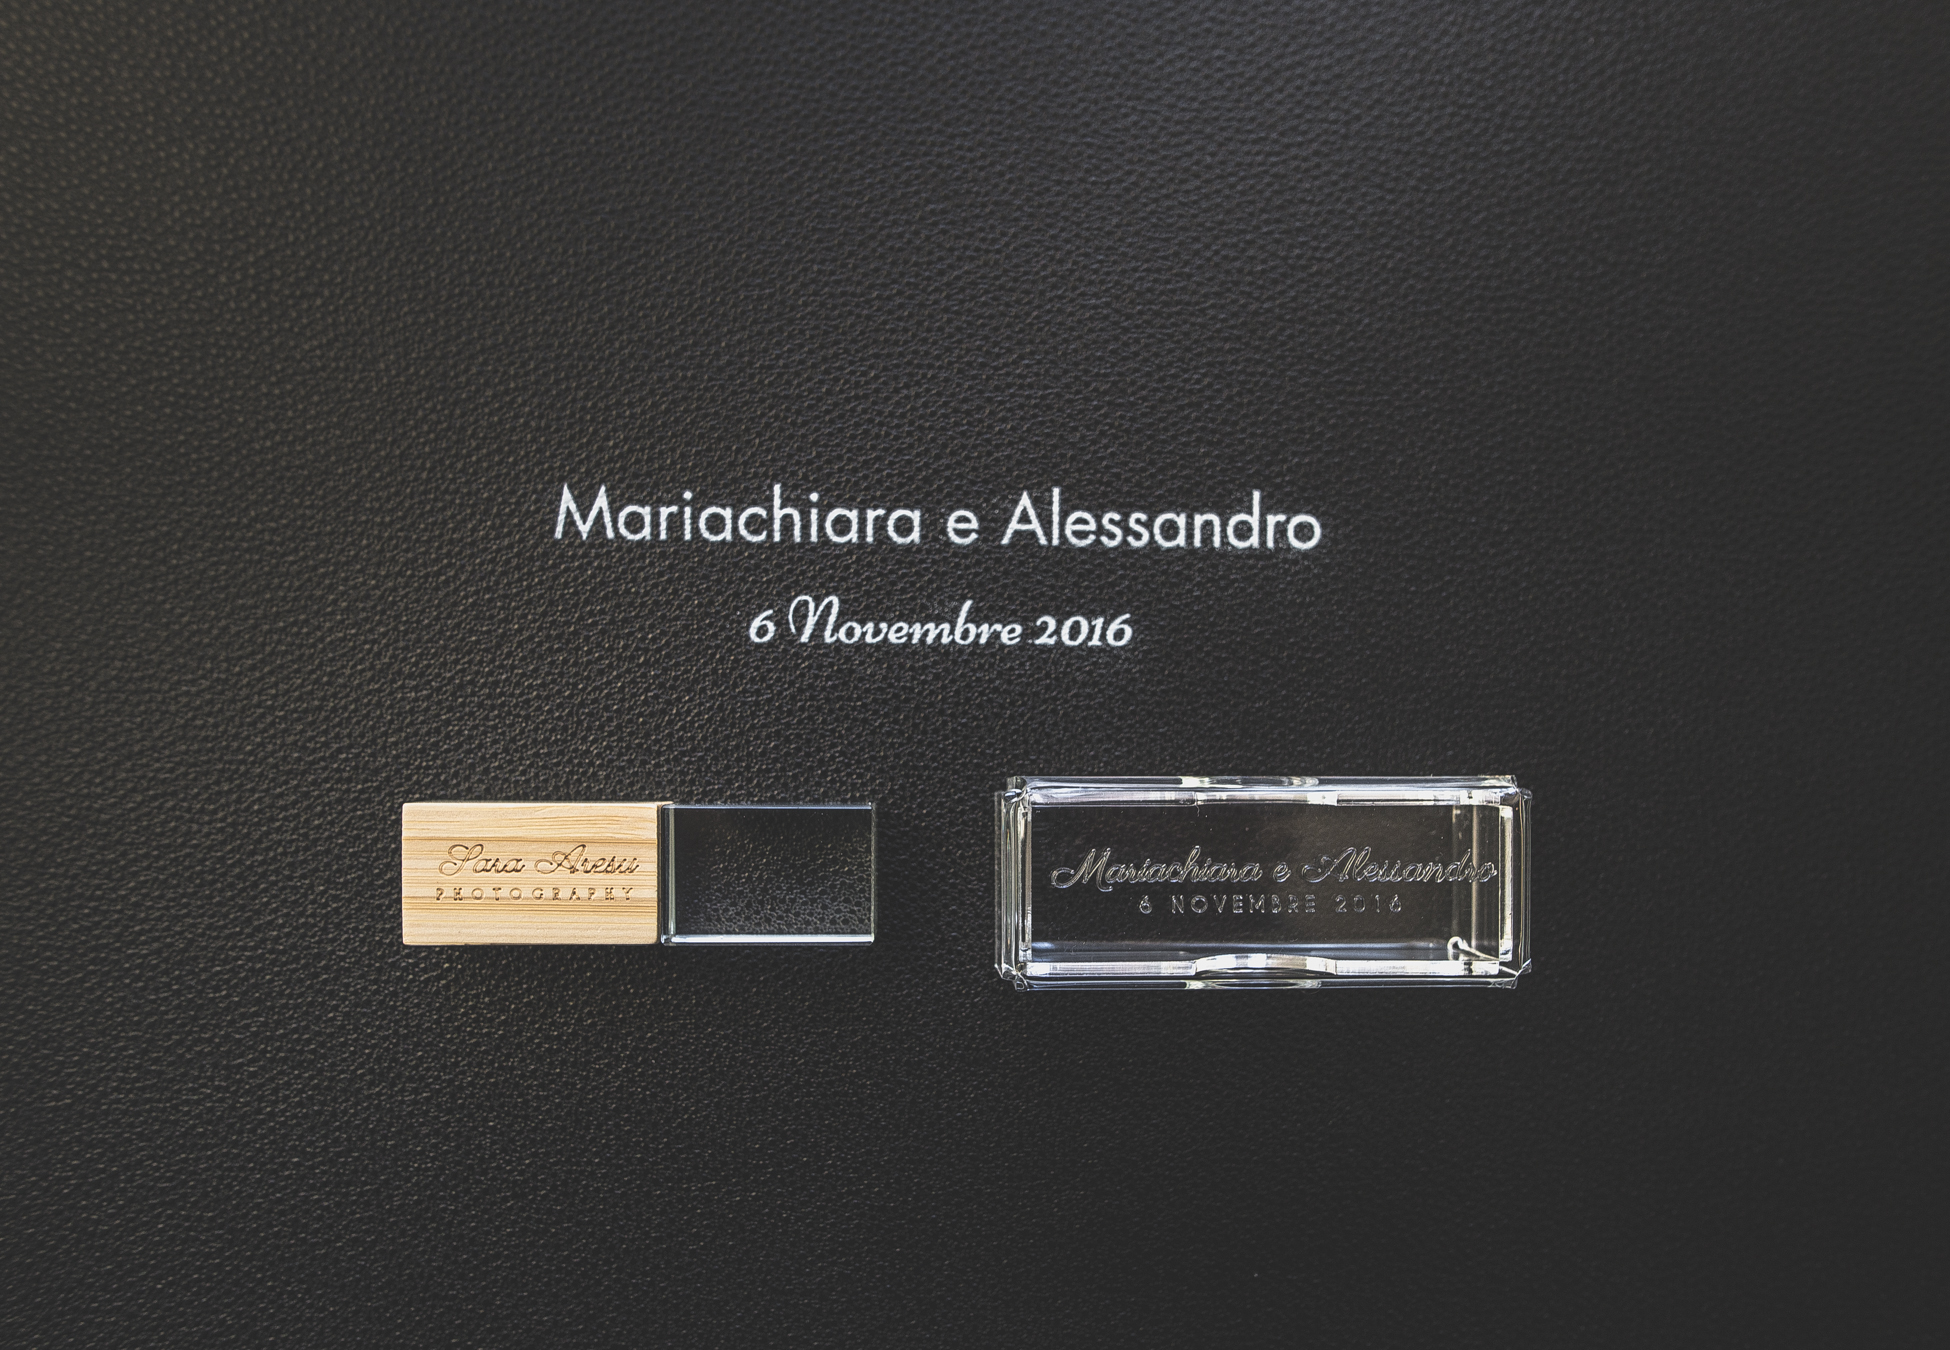 Mariachiara e Alessandro
6 Novembre 2016
Sara Aresu
PHOTOGRAPHY
Mariachiara e Alessandro
6 NOVEMBRE 2016